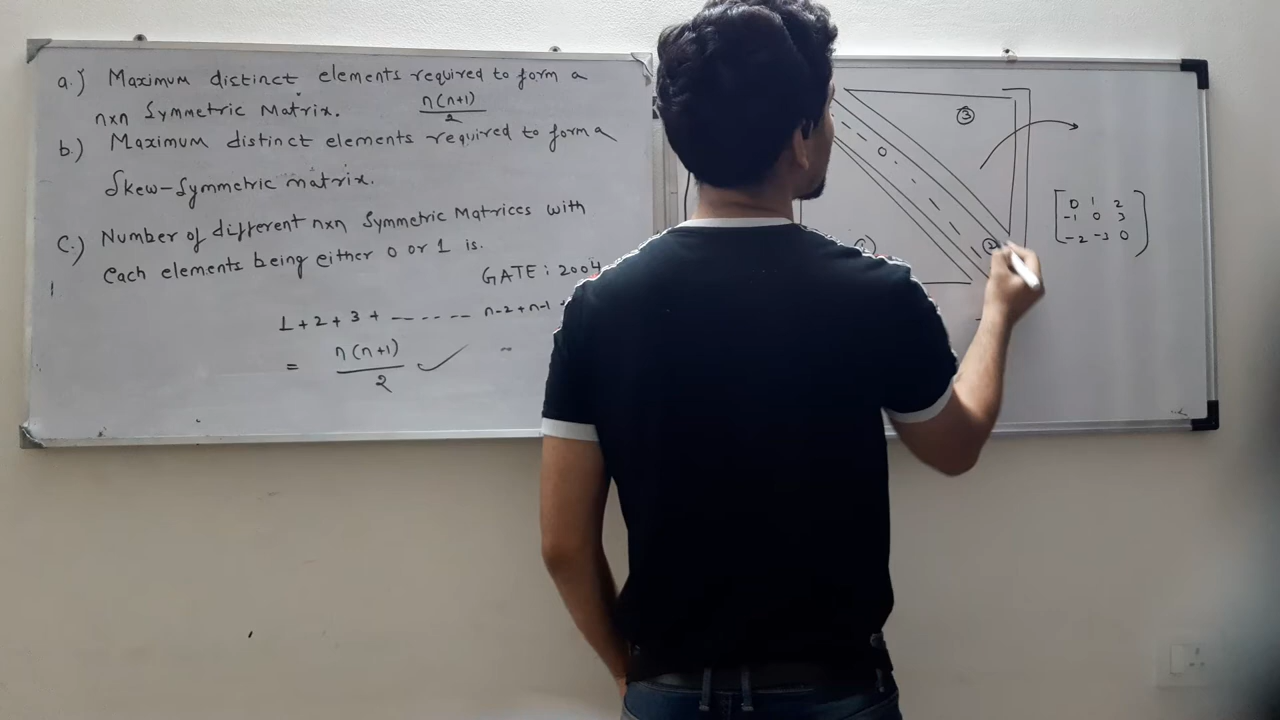 a.) Maximum distinct elements required to form a
nxn Symmetric Matrix. n(n+1)/2
b.) Maximum distinct elements required to form a
Skew-Symmetric matrix.
C.) Number of different nxn Symmetric Matrices with
each elements being either 0 or 1 is.
GATE: 2004
1+2+3+ ------ n-2+n-1
= n(n+1)/2 ✓
3
0
0 1 2
-1 0 3
-2 -3 0